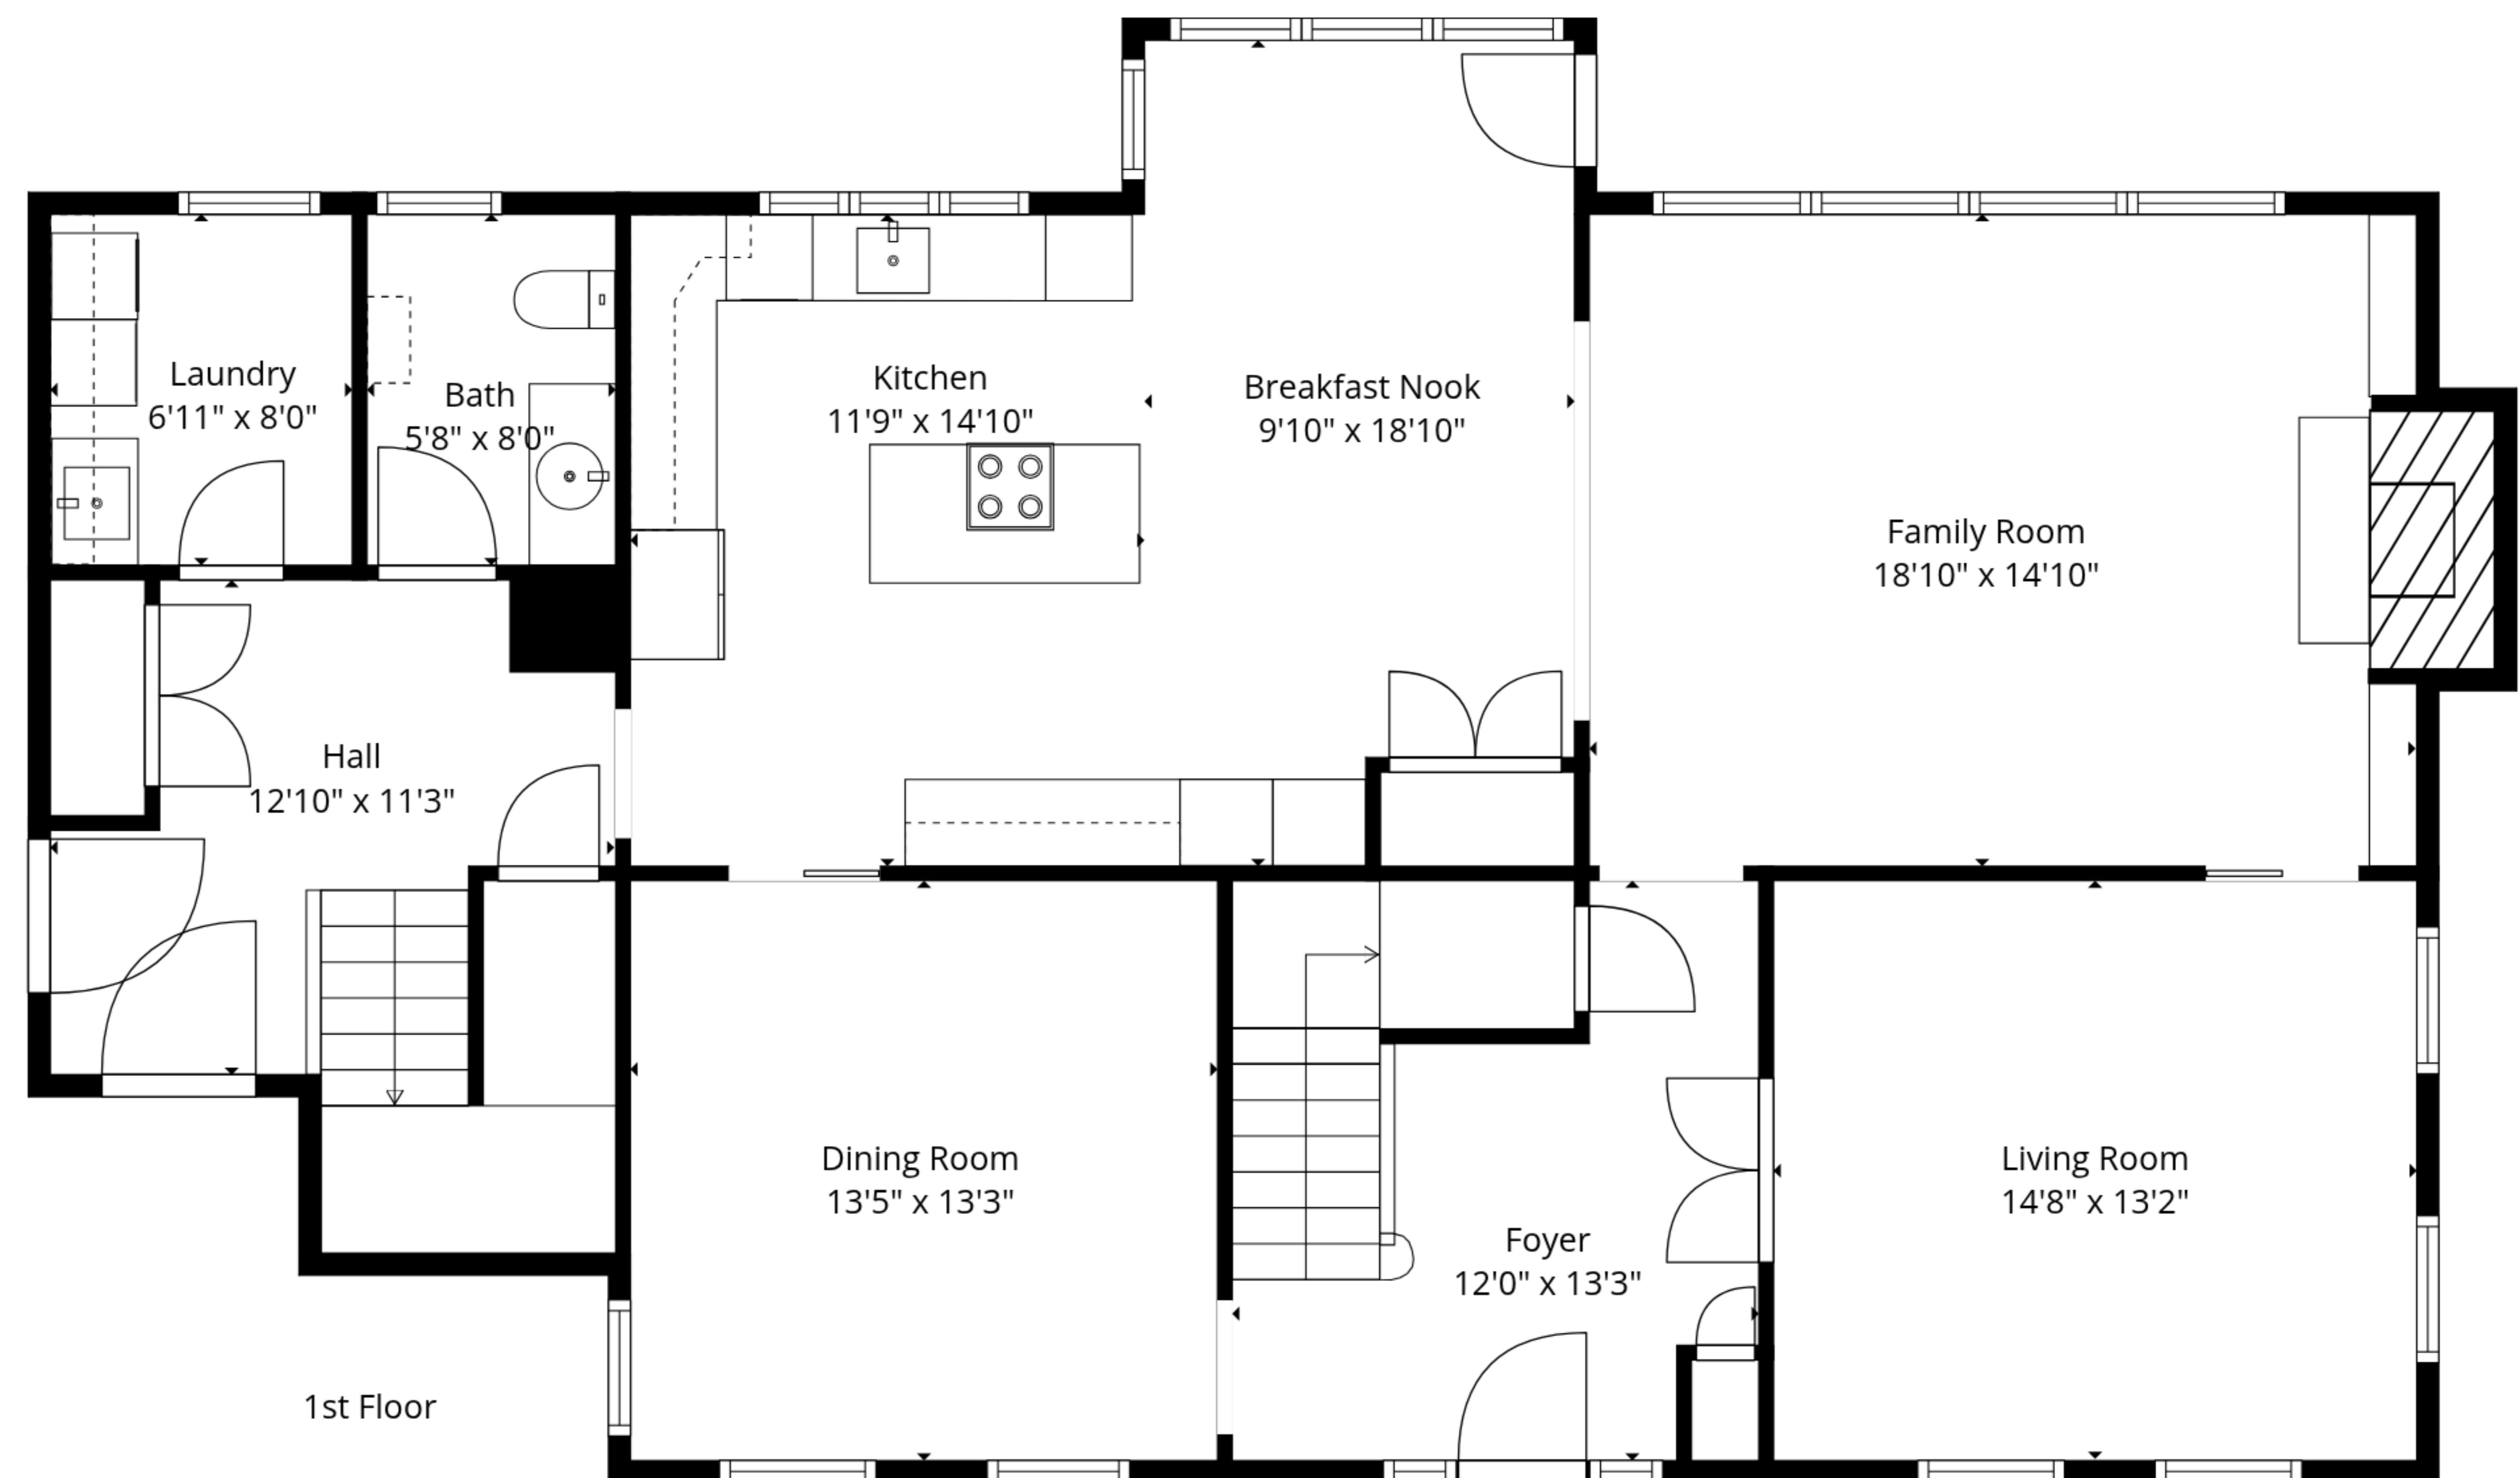 Laundry
6'11" x 8'0"
Bath
5'8" x 8'0"
Kitchen
11'9" x 14'10"
Breakfast Nook
9'10" x 18'10"
Family Room
18'10" x 14'10"
Hall
12'10" x 11'3"
Dining Room
13'5" x 13'3"
Foyer
12'0" x 13'3"
Living Room
14'8" x 13'2"
1st Floor